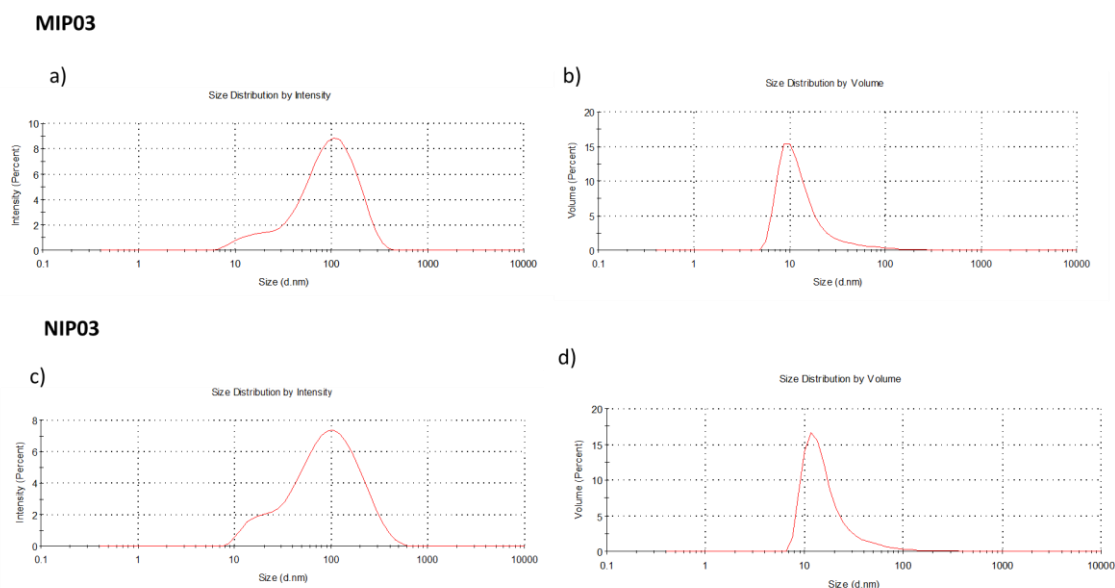 MIP03
a)
Size Distribution by Intensity
Intensity (Percent)
10
8
6
4
2
0
0.1 1 10 100 1000 10000
Size (d.nm)
b)
Size Distribution by Volume
Volume (Percent)
20
15
10
5
0
0.1 1 10 100 1000 10000
Size (d.nm)
NIP03
c)
Size Distribution by Intensity
Intensity (Percent)
8
6
4
2
0
0.1 1 10 100 1000 10000
Size (d.nm)
d)
Size Distribution by Volume
Volume (Percent)
20
15
10
5
0
0.1 1 10 100 1000 10000
Size (d.nm)